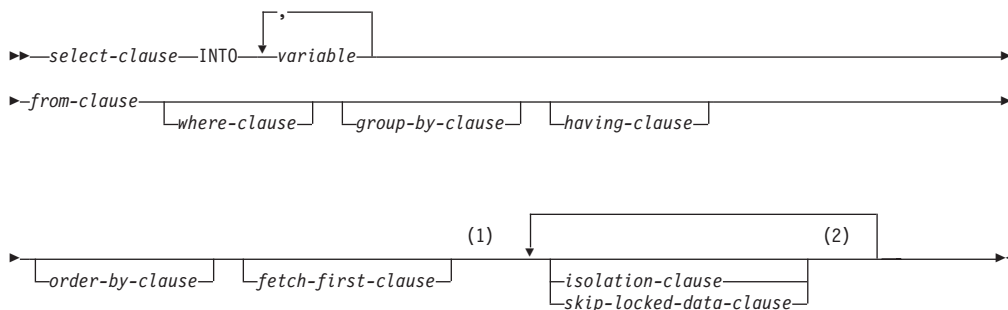 ,
select-clause INTO variable
from-clause
where-clause group-by-clause having-clause
(1) (2)
order-by-clause fetch-first-clause isolation-clause
skip-locked-data-clause